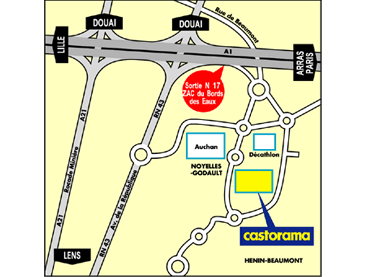 DOUAI
DOUAI
Rue de Beaumont
LILLE
A1
ARRAS
PARIS
Sortie N 17
ZAC du Bords
des Eaux
A21
RN 43
Auchan
Décathlon
NOYELLES
-GODAULT
Rocade Minière
Av. de la République
castorama
A21
RN 43
LENS
HENIN-BEAUMONT